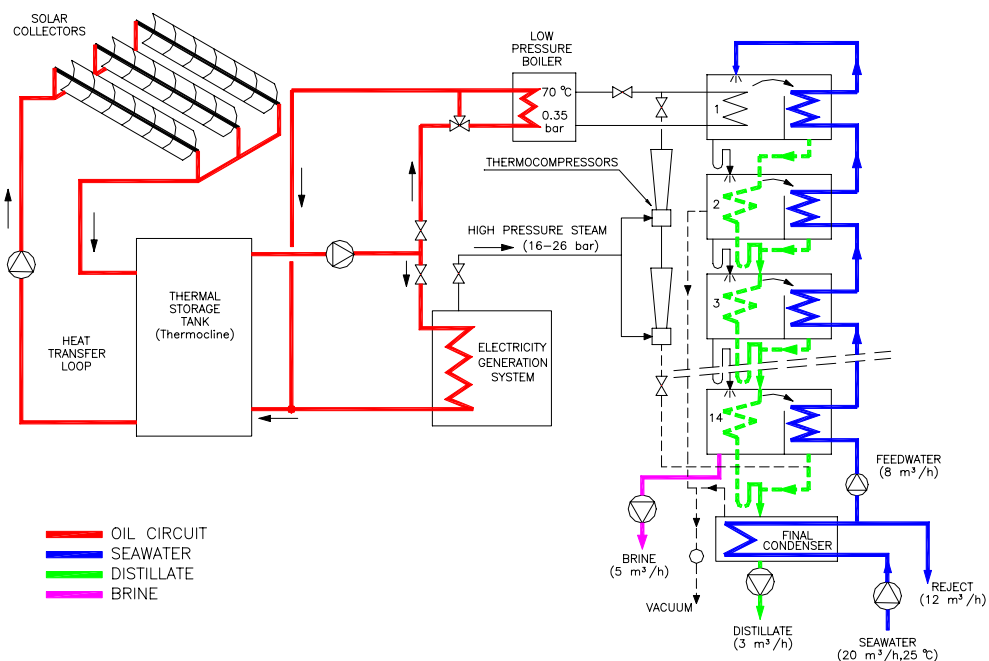 SOLAR
COLLECTORS
LOW
PRESSURE
BOILER
70 °C
0.35
bar
1
THERMOCOMPRESSORS
2
HIGH PRESSURE STEAM
(16-26 bar)
THERMAL
STORAGE
TANK
(Thermocline)
3
HEAT
TRANSFER
LOOP
ELECTRICITY
GENERATION
SYSTEM
14
FEEDWATER
(8 m³/h)
OIL CIRCUIT
SEAWATER
DISTILLATE
BRINE
FINAL
CONDENSER
BRINE
(5 m³/h)
REJECT
(12 m³/h)
VACUUM
DISTILLATE
(3 m³/h)
SEAWATER
(20 m³/h,25 °C)